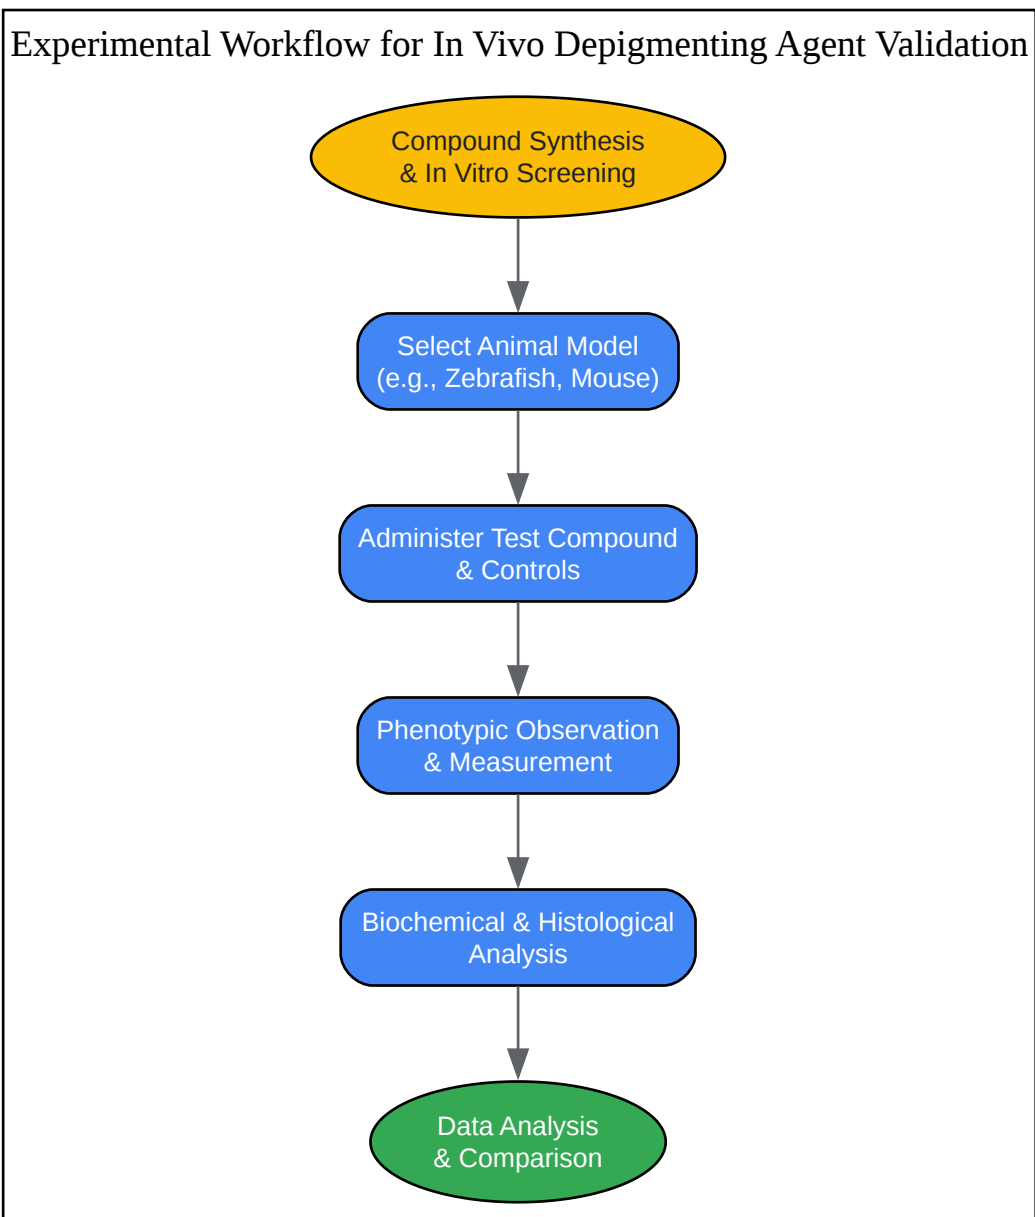 Experimental Workflow for In Vivo Depigmenting Agent Validation
Compound Synthesis
& In Vitro Screening
Select Animal Model
(e.g., Zebrafish, Mouse)
Administer Test Compound
& Controls
Phenotypic Observation
& Measurement
Biochemical & Histological
Analysis
Data Analysis
& Comparison